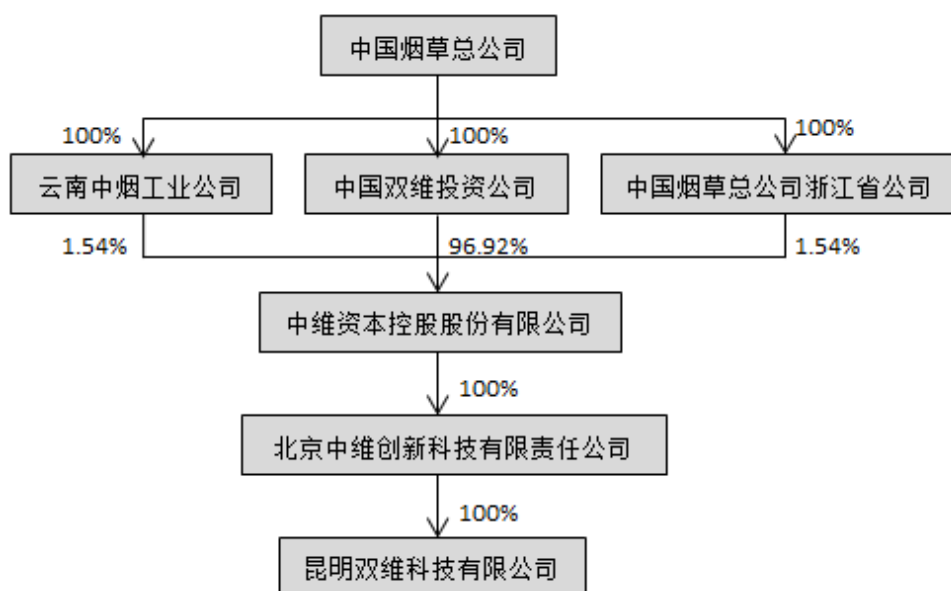 中国烟草总公司
100%
100%
100%
云南中烟工业公司
中国双维投资公司
中国烟草总公司浙江省公司
1.54%
96.92%
1.54%
中维资本控股股份有限公司
100%
北京中维创新科技有限责任公司
100%
昆明双维科技有限公司